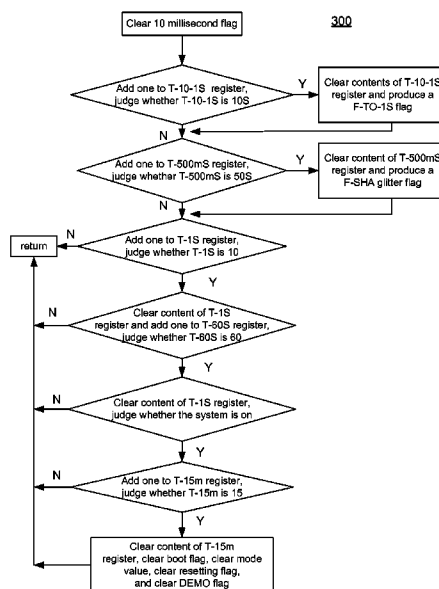 Clear 10 millisecond flag
300
Add one to T-10-1S register,
judge whether T-10-1S is 10S
Y
Clear contents of T-10-1S
register and produce a
F-TO-1S flag
N
Add one to T-500mS register,
judge whether T-500mS is 50S
Y
Clear content of T-500mS
register and produce a
F-SHA glitter flag
N
return
N
Add one to T-1S register,
judge whether T-1S is 10
Y
N
Clear content of T-1S
register and add one to T-60S register,
judge whether T-60S is 60
Y
N
Clear content of T-1S register,
judge whether the system is on
Y
N
Add one to T-15m register,
judge whether T-15m is 15
Y
Clear content of T-15m
register, clear boot flag, clear mode
value, clear resetting flag,
and clear DEMO flag